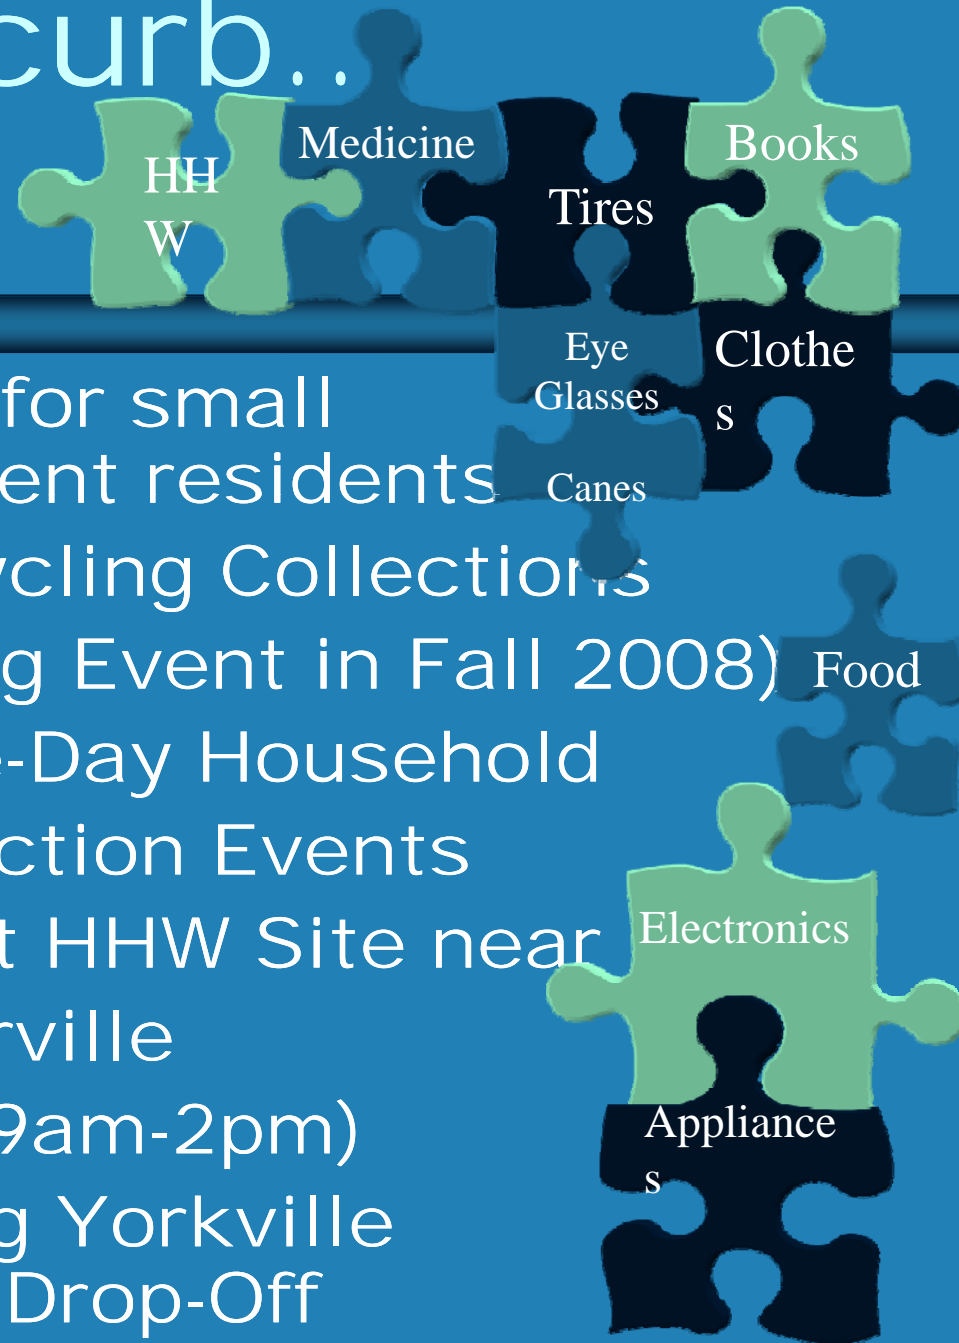 curb..
HH
W
Medicine
Tires
Books
Eye
Glasses
Canes
Clothe
s
for small
ent residents
ycling Collections
g Event in Fall 2008)
Food
e-Day Household
ction Events
t HHW Site near
Electronics
rville
9am-2pm)
Appliance
s
g Yorkville
Drop-Off